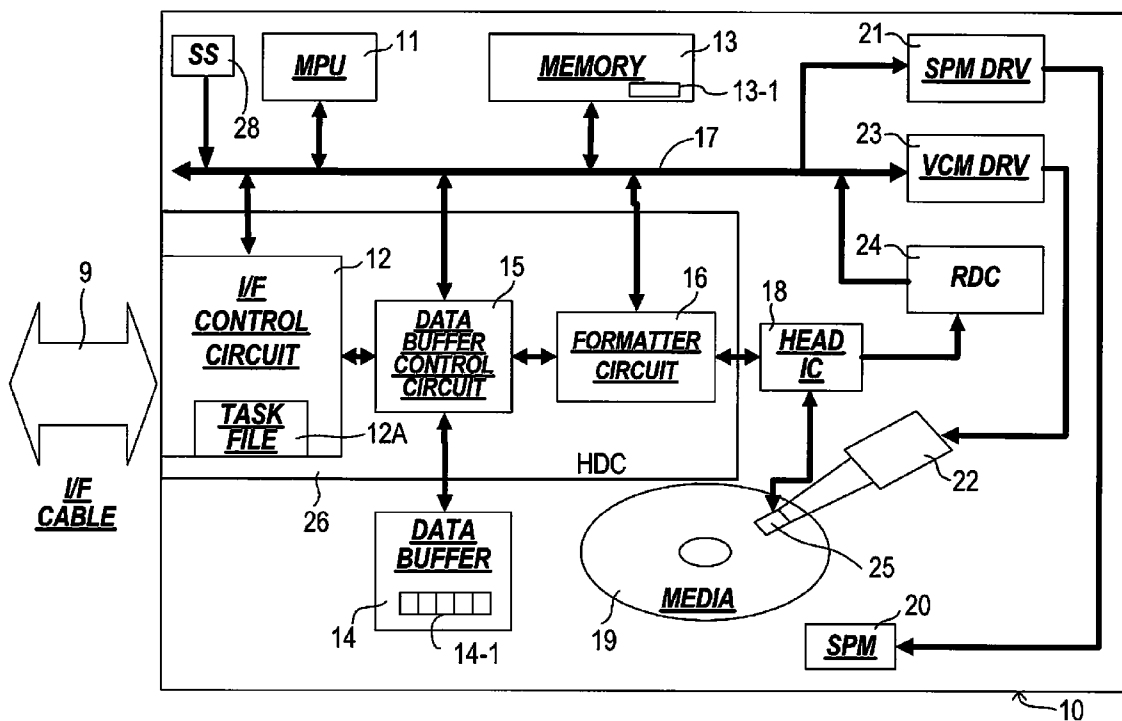 SS
28
MPU
11
MEMORY
13
13-1
21
SPM DRV
17
23
VCM DRV
24
RDC
9
I/F
CABLE
12
I/F
CONTROL
CIRCUIT
TASK
FILE
12A
15
DATA
BUFFER
CONTROL
CIRCUIT
16
FORMATTER
CIRCUIT
18
HEAD
IC
HDC
26
22
DATA
BUFFER
14
14-1
25
MEDIA
19
20
SPM
10